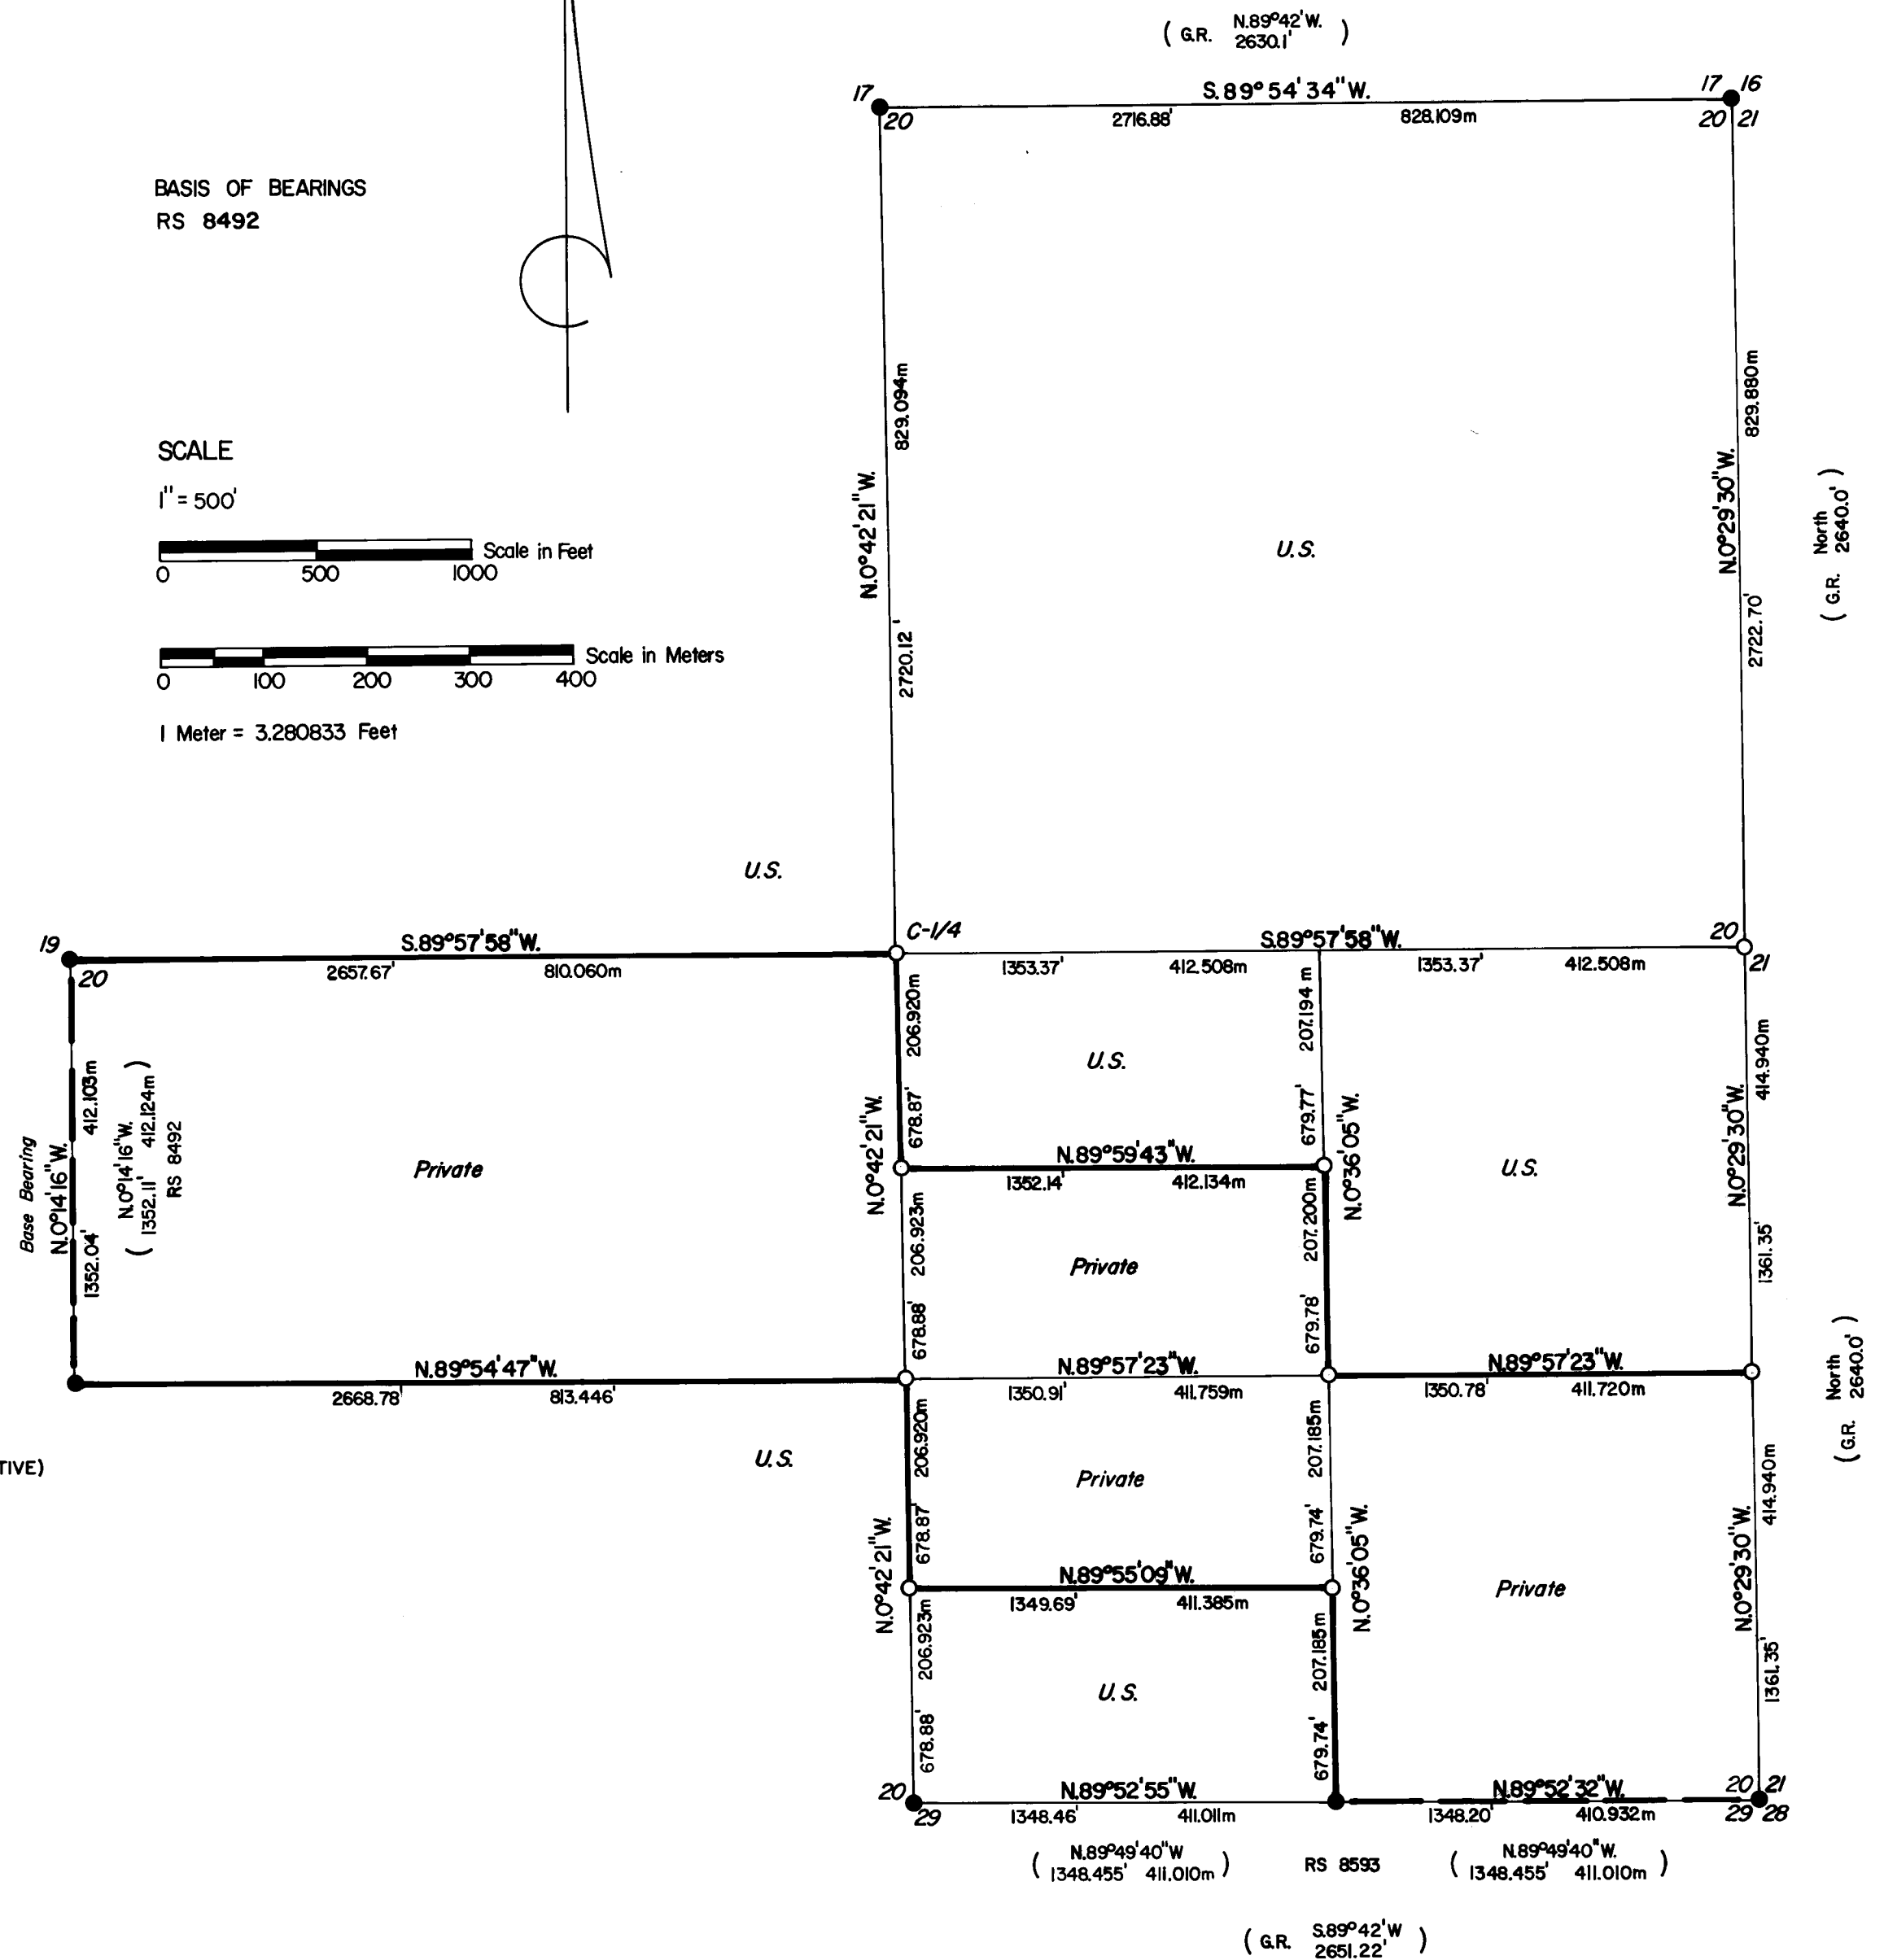 ( G.R. N.89°42'W. 2630.1' )
17
S.89°54'34"W.
17 16
20
2716.88' 828.109m
20 21
BASIS OF BEARINGS
RS 8492
SCALE
1" = 500'
Scale in Feet
0 500 1000
Scale in Meters
0 100 200 300 400
1 Meter = 3.280833 Feet
N.0°42'21"W.
829.094m
2720.12'
U.S.
N.0°29'30"W.
829.880m
2722.70'
( G.R. North 2640.0' )
U.S.
19
S.89°57'58"W.
C-1/4
S.89°57'58"W.
20
20
2657.67' 810.060m
1353.37' 412.508m
1353.37' 412.508m
21
Base Bearing
N.0°14'16"W.
1352.04' 412.103m
( N.0°14'16"W. 1352.11' 412.124m )
RS 8492
Private
N.0°42'21"W.
678.87' 206.920m
U.S.
679.77' 207.194 m
N.0°36'05"W.
U.S.
N.0°29'30"W.
1361.35' 414.940m
N.89°59'43"W.
1352.14' 412.134m
678.88' 206.923m
Private
679.78' 207.200m
N.89°54'47"W.
2668.78' 813.446'
N.89°57'23"W.
1350.91' 411.759m
N.89°57'23"W.
1350.78' 411.720m
( G.R. North 2640.0' )
TIVE)
U.S.
N.0°42'21"W.
678.87' 206.920m
Private
679.74' 207.185m
N.0°36'05"W.
Private
N.0°29'30"W.
1361.35' 414.940m
N.89°55'09"W.
1349.69' 411.385m
678.88' 206.923m
U.S.
679.74' 207.185m
20
N.89°52'55"W.
N.89°52'32"W.
20 21
29
1348.46' 411.011m
1348.20' 410.932m
29 28
( N.89°49'40"W 1348.455' 411.010m )
RS 8593
( N.89°49'40"W. 1348.455' 411.010m )
( G.R. S.89°42'W 2651.22' )